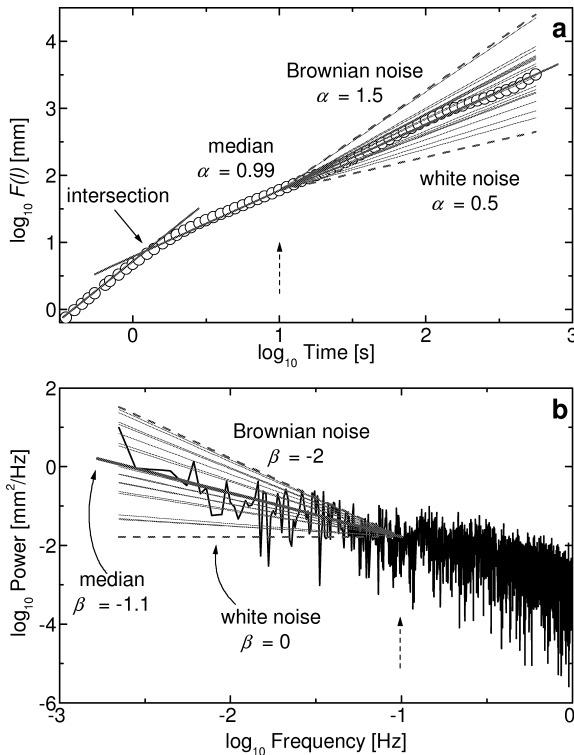 a
4
3
2
1
0
log10 F(l) [mm]
Brownian noise
α = 1.5
median
α = 0.99
intersection
white noise
α = 0.5
0
1
2
3
log10 Time [s]
b
0
-2
-4
-6
log10 Power [mm²/Hz]
Brownian noise
β = -2
median
β = -1.1
white noise
β = 0
-3
-2
-1
0
log10 Frequency [Hz]